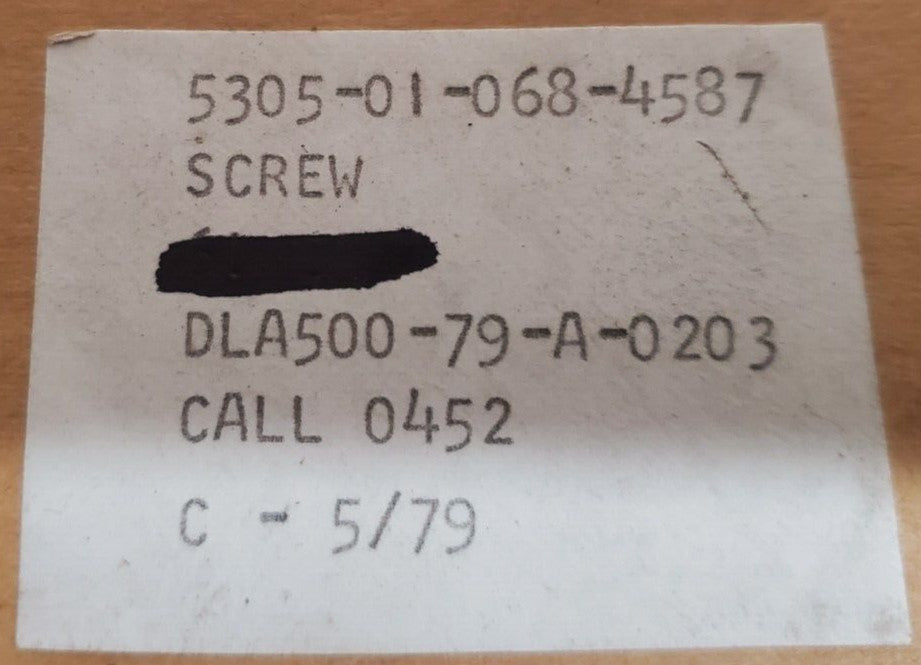 5305-01-068-4587
SCREW
DLA500-79-A-0203
CALL 0452
C - 5/79